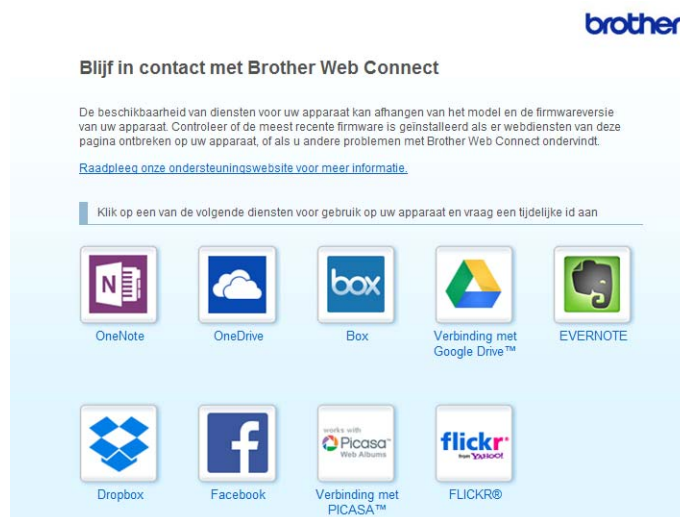 brother
Blijf in contact met Brother Web Connect
De beschikbaarheid van diensten voor uw apparaat kan afhangen van het model en de firmwareversie
van uw apparaat. Controleer of de meest recente firmware is geïnstalleerd als er webdiensten van deze
pagina ontbreken op uw apparaat, of als u andere problemen met Brother Web Connect ondervindt.
Raadpleeg onze ondersteuningswebsite voor meer informatie.
Klik op een van de volgende diensten voor gebruik op uw apparaat en vraag een tijdelijke id aan
N
box
OneNote
OneDrive
Box
Verbinding met
Google Drive™
EVERNOTE
f
works with
Picasa™
Web Albums
flickr
from YAHOO!
Dropbox
Facebook
Verbinding met
PICASA™
FLICKR®